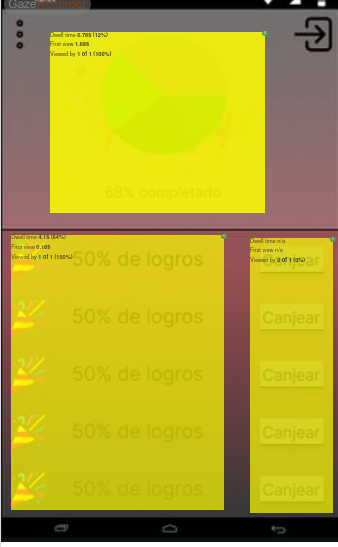 GazeRecorder
Dwell time 0.78s (12%)
First view 1.69s
Viewed by 1 of 1 (100%)
68% completado
Dwell time 4.1s (64%)
First view 0.16s
Viewed by 1 of 1 (100%)
50% de logros
Dwell time n/a
First view n/a
Viewed by 0 of 1 (0%)
Canjear
50% de logros
Canjear
50% de logros
Canjear
50% de logros
Canjear
50% de logros
Canjear